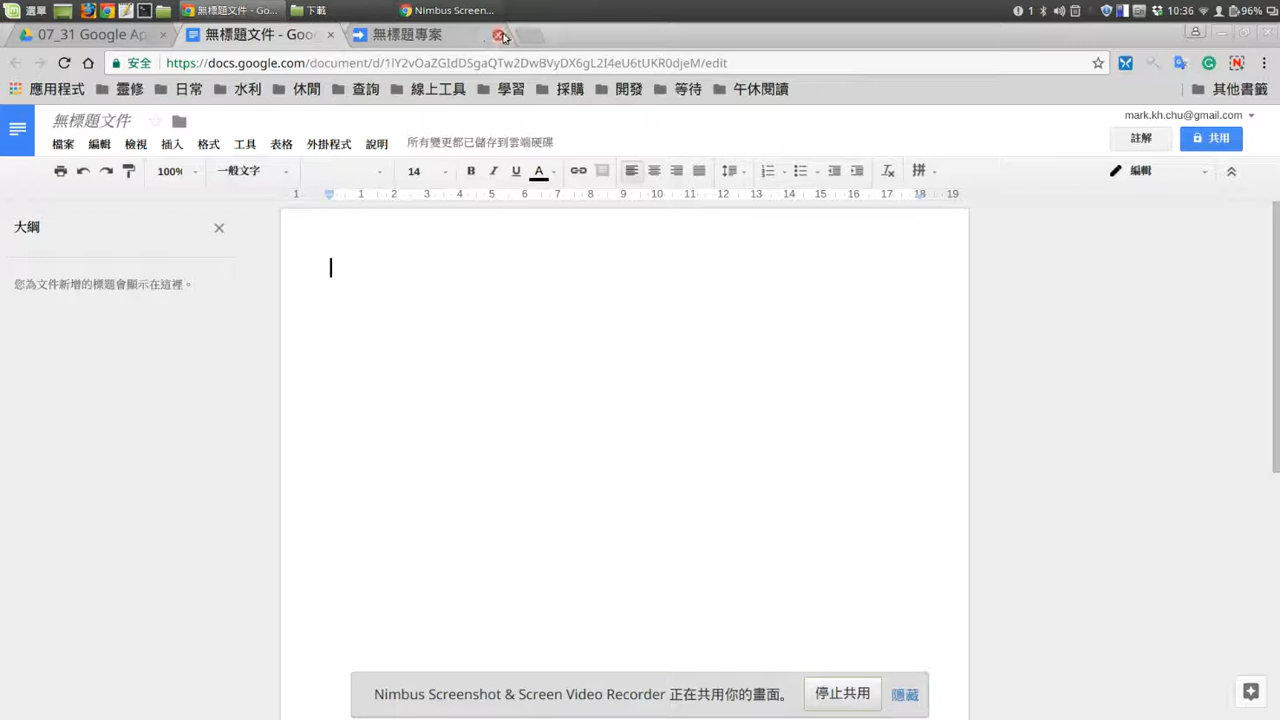 選單 無標題文件 - Go... 下載 Nimbus Screen... 1 En 10:36 96%
07_31 Google Ap × 無標題文件 - Goo × 無標題專案
安全 https://docs.google.com/document/d/1lY2vOaZGIdDSgaQTw2DwBVyDX6gL2I4eU6tUKR0djeM/edit
應用程式 靈修 日常 水利 休閒 查詢 線上工具 學習 採購 開發 等待 午休閱讀 其他書籤
無標題文件 mark.kh.chu@gmail.com
檔案 編輯 檢視 插入 格式 工具 表格 外掛程式 說明 所有變更都已儲存到雲端硬碟 註解 共用
100% 一般文字 14 B I U A 拼 編輯
1 1 2 3 4 5 6 7 8 9 10 11 12 13 14 15 16 17 18 19
大綱
您為文件新增的標題會顯示在這裡。
Nimbus Screenshot & Screen Video Recorder 正在共用你的畫面。 停止共用 隱藏